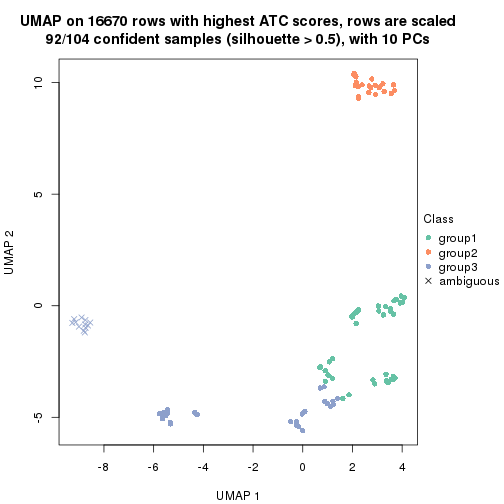 UMAP on 16670 rows with highest ATC scores, rows are scaled
92/104 confident samples (silhouette > 0.5), with 10 PCs
10
5
0
-5
UMAP 2
-8
-6
-4
-2
0
2
4
UMAP 1
Class
group1
group2
group3
ambiguous